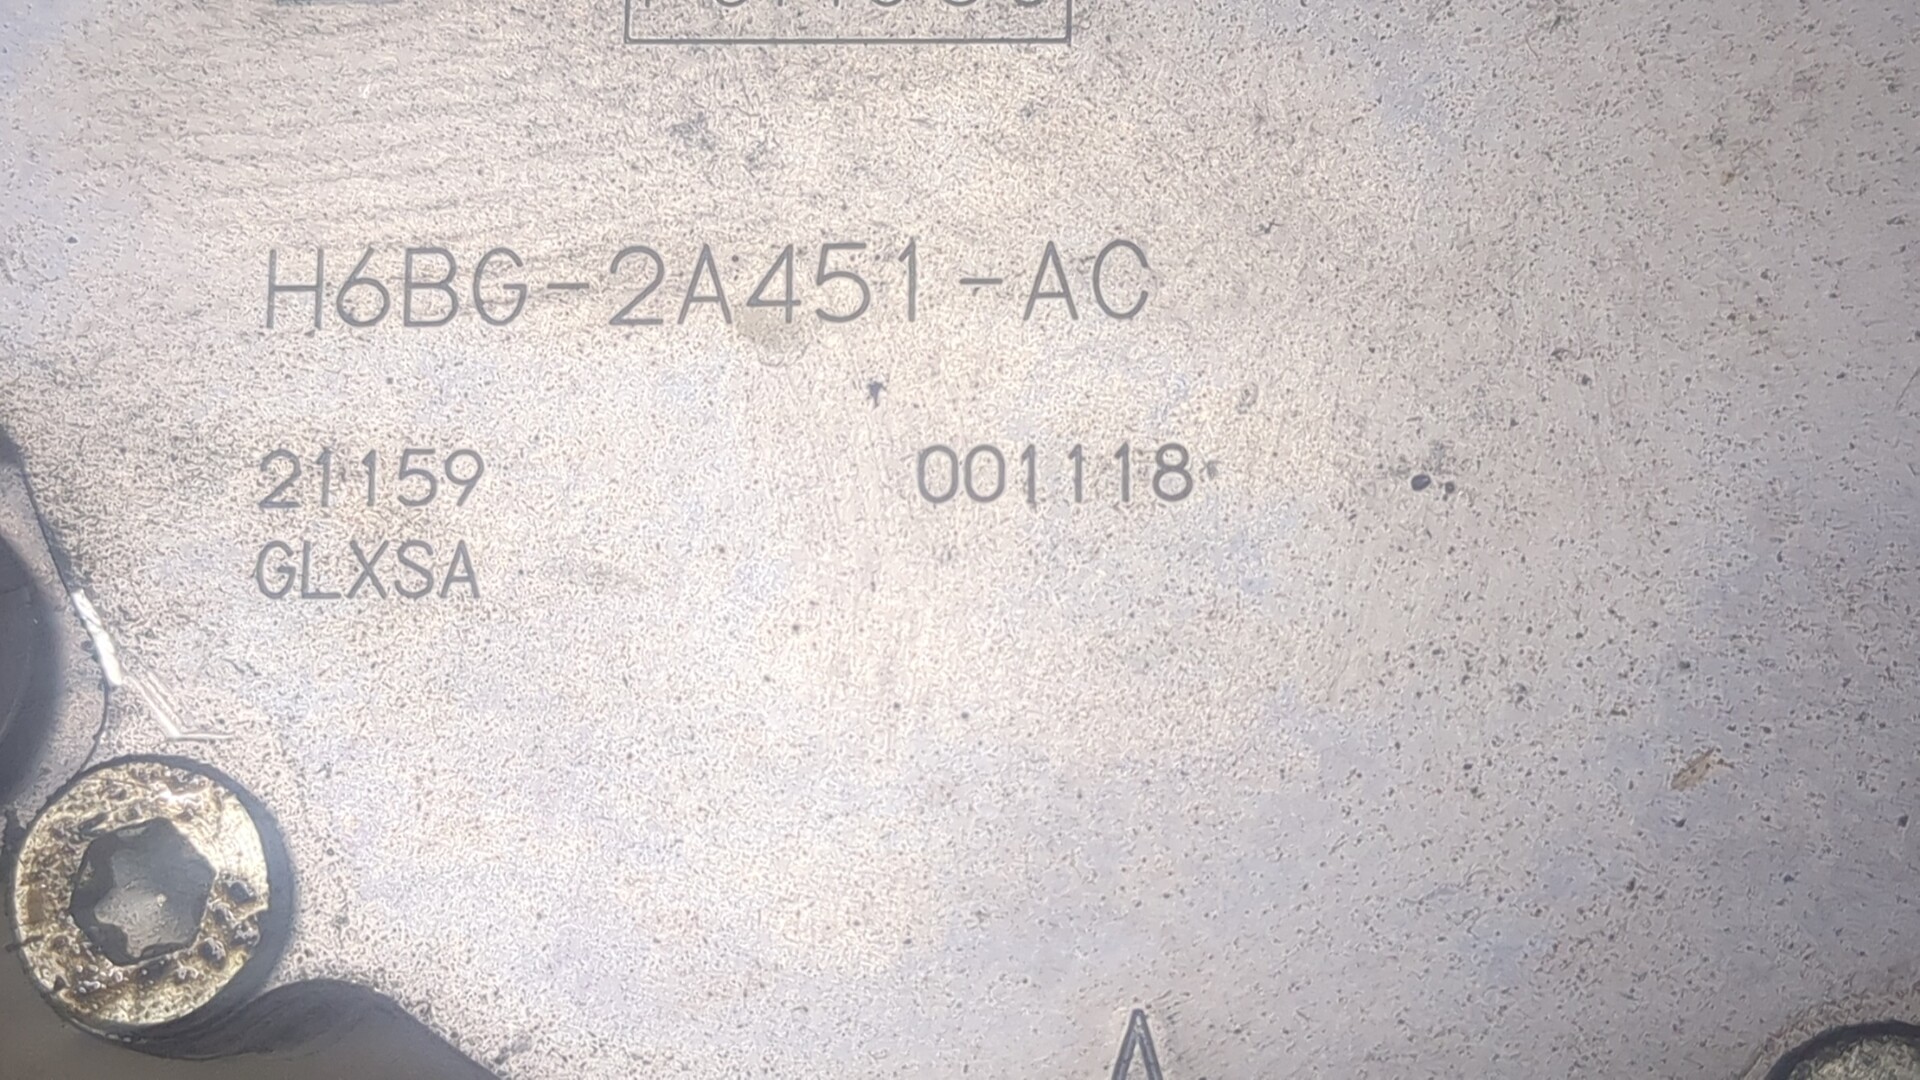 H6BG-2A451-AC
21159 001118
GLXSA
A